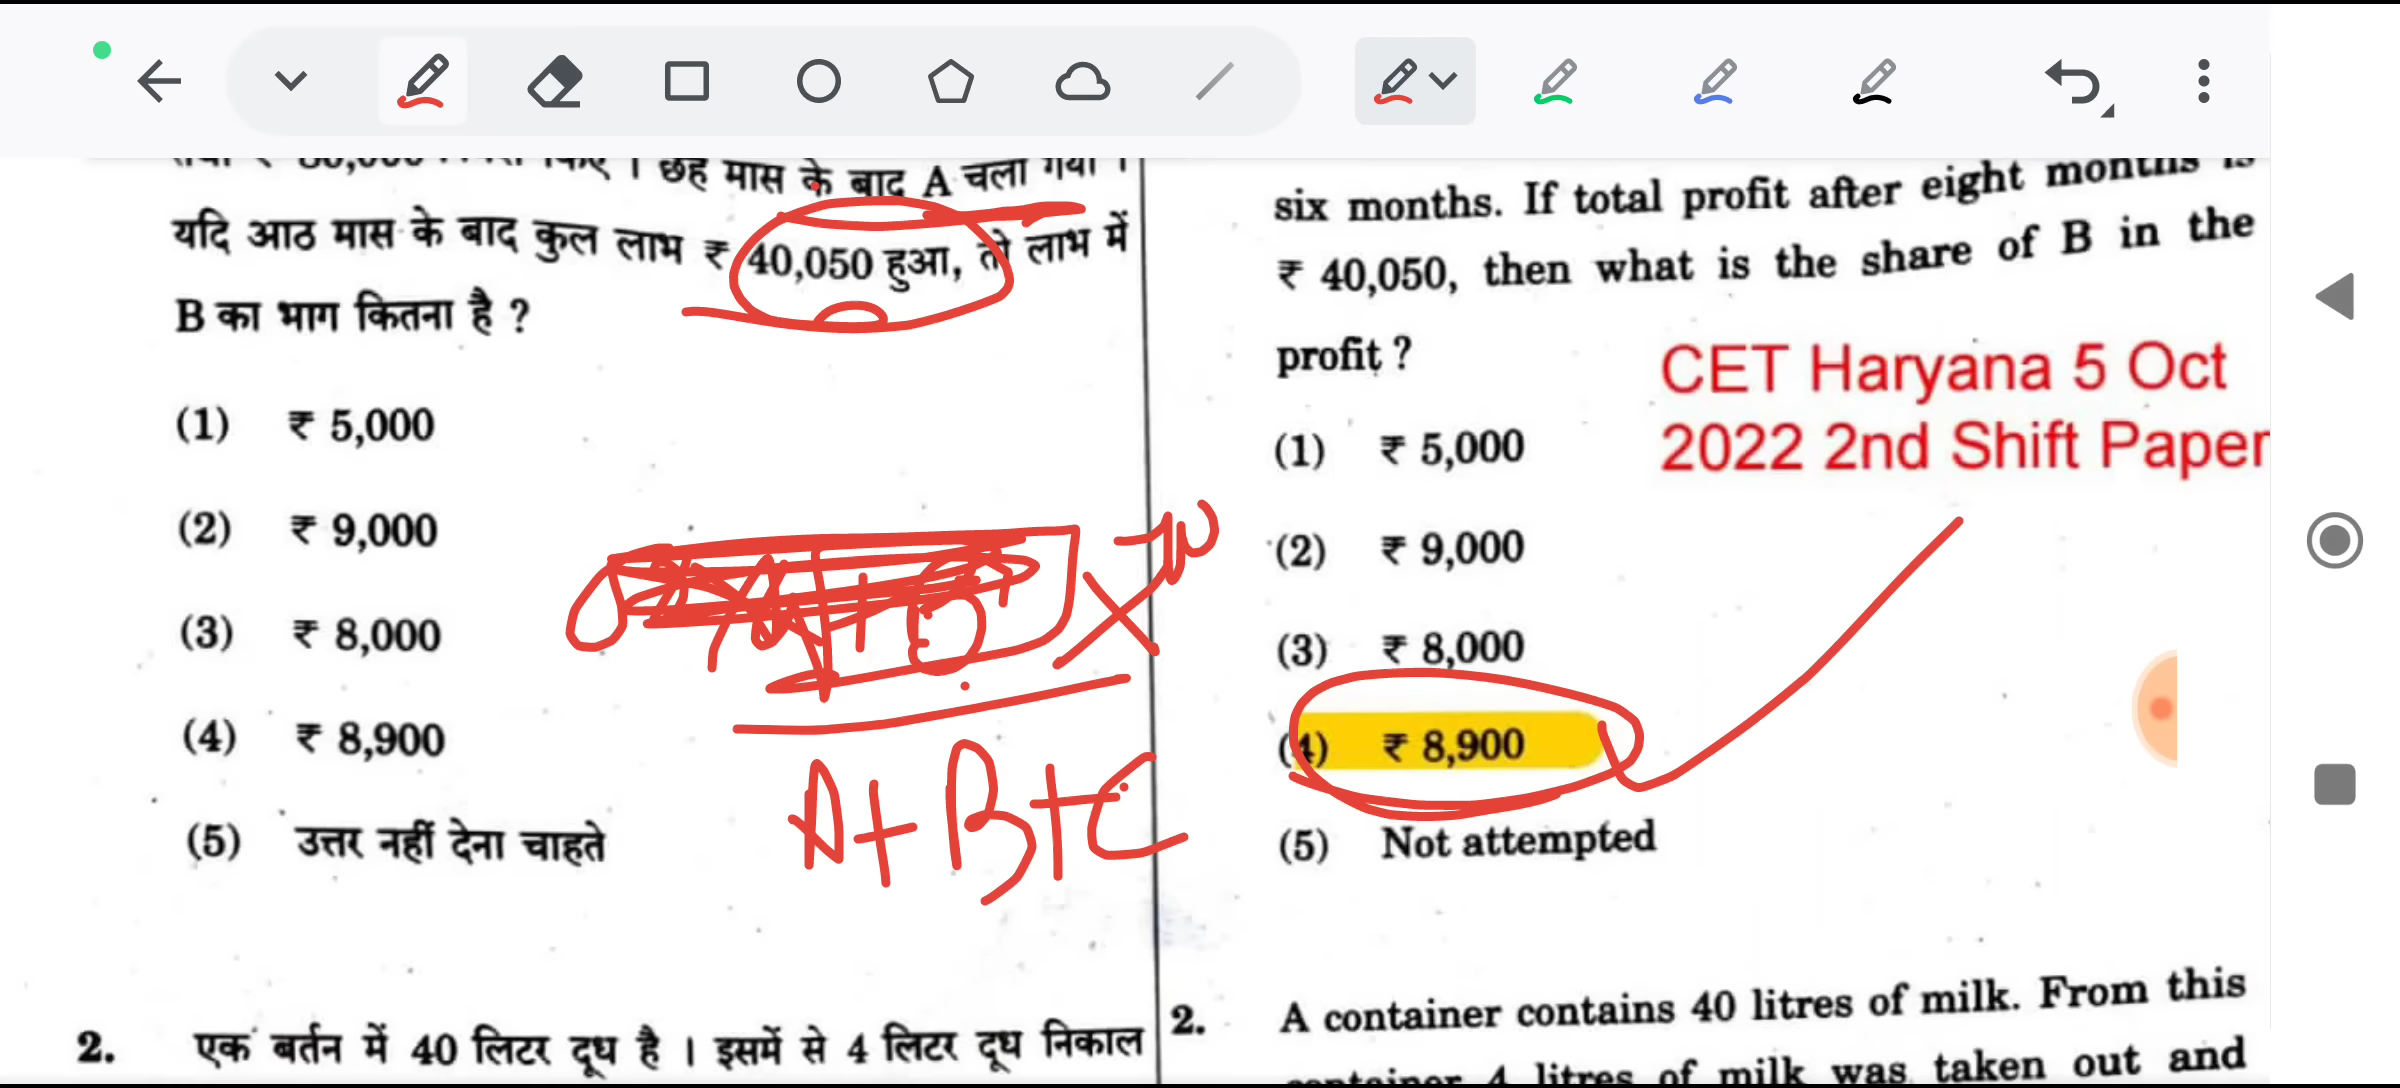 के बाद A चला गया ।
यदि आठ मास के बाद कुल लाभ ₹ 40,050 हुआ, तो लाभ में
B का भाग कितना है ?
(1) ₹ 5,000
(2) ₹ 9,000
(3) ₹ 8,000
(4) ₹ 8,900
(5) उत्तर नहीं देना चाहते
A+B+C
2. एक बर्तन में 40 लिटर दूध है । इसमें से 4 लिटर दूध निकाल
six months. If total profit after eight months is
₹ 40,050, then what is the share of B in the
profit ?
CET Haryana 5 Oct
2022 2nd Shift Paper
(1) ₹ 5,000
(2) ₹ 9,000
(3) ₹ 8,000
(4) ₹ 8,900
(5) Not attempted
2. A container contains 40 litres of milk. From this
container 4 litres of milk was taken out and